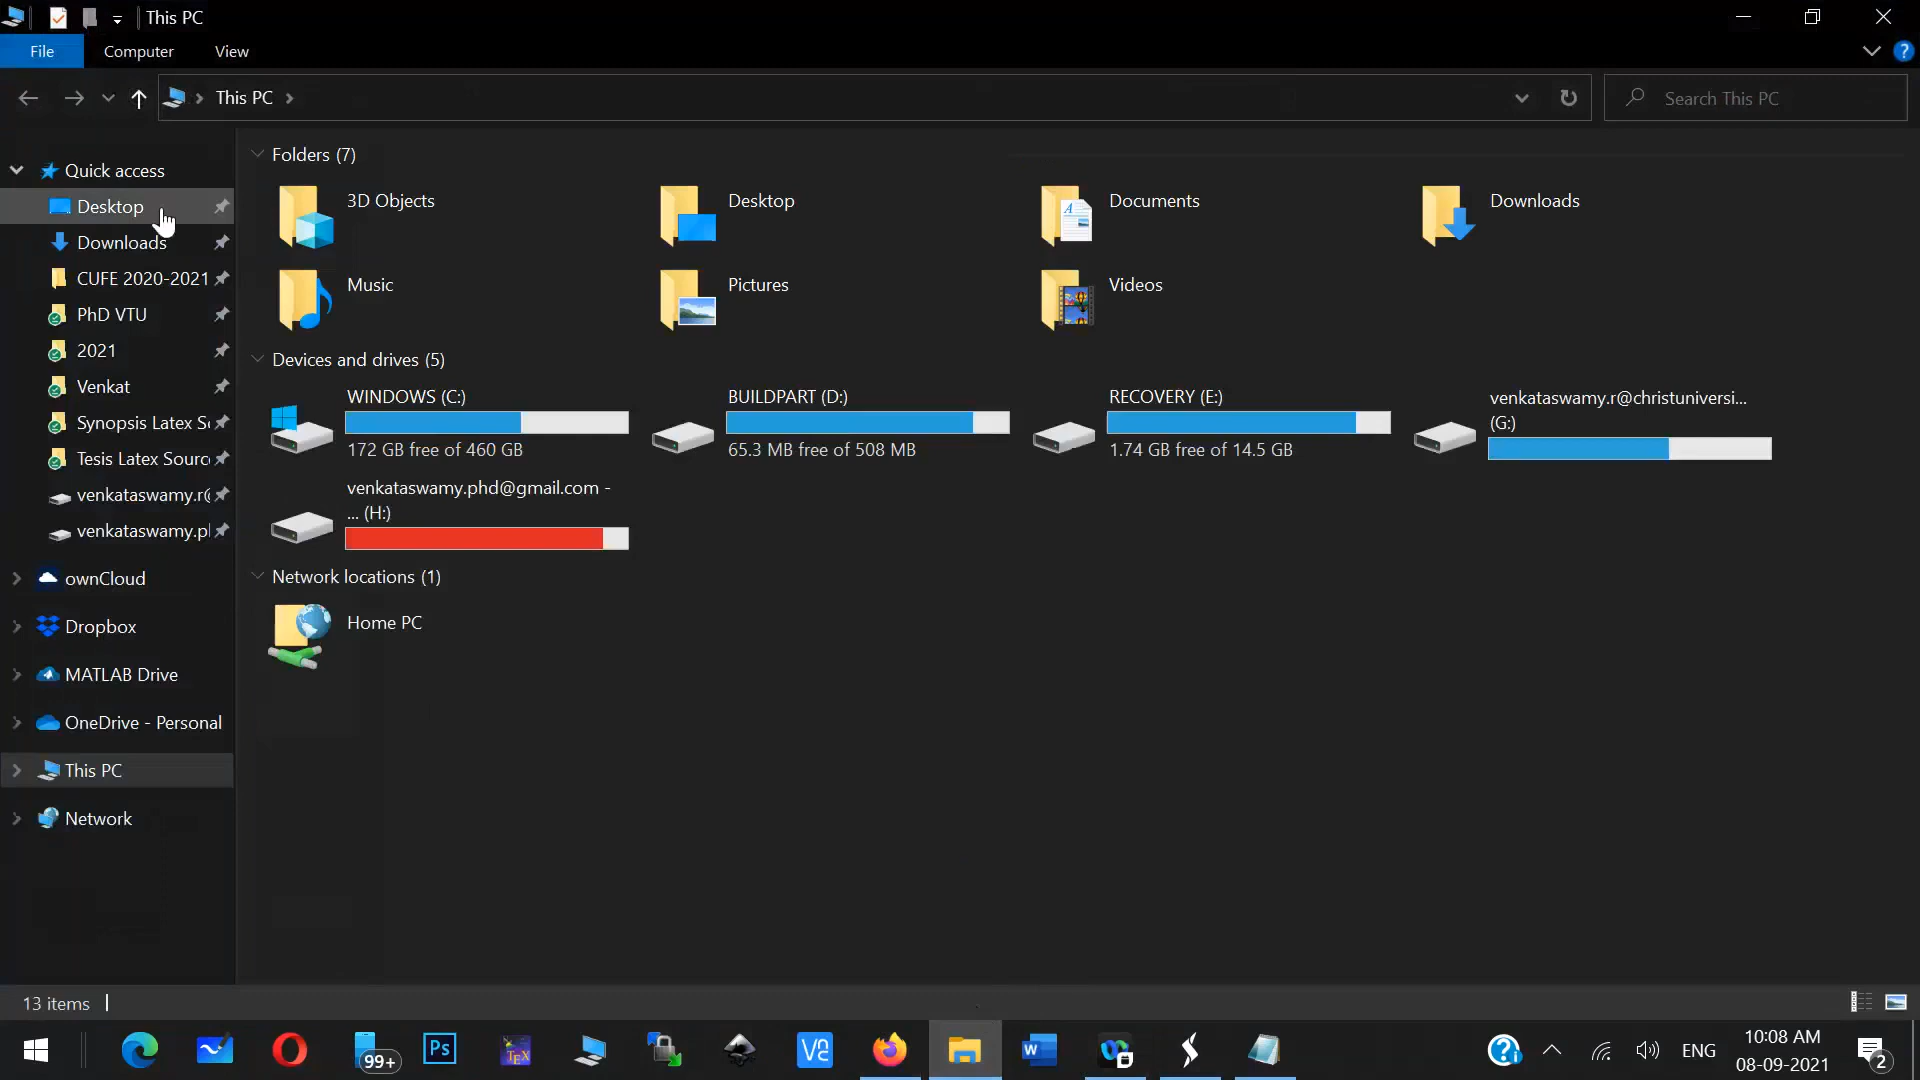 This PC
File Computer View
This PC
Search This PC
Quick access
Desktop
Downloads
CUFE 2020-2021
PhD VTU
2021
Venkat
Synopsis Latex S
Tesis Latex Sourc
venkataswamy.r@
venkataswamy.p
ownCloud
Dropbox
MATLAB Drive
OneDrive - Personal
This PC
Network
Folders (7)
3D Objects
Desktop
Documents
Downloads
Music
Pictures
Videos
Devices and drives (5)
WINDOWS (C:)
172 GB free of 460 GB
BUILDPART (D:)
65.3 MB free of 508 MB
RECOVERY (E:)
1.74 GB free of 14.5 GB
venkataswamy.r@christuniversi...
(G:)
venkataswamy.phd@gmail.com -
... (H:)
Network locations (1)
Home PC
13 items
99+
Ps
TEX
ENG
10:08 AM
08-09-2021
2